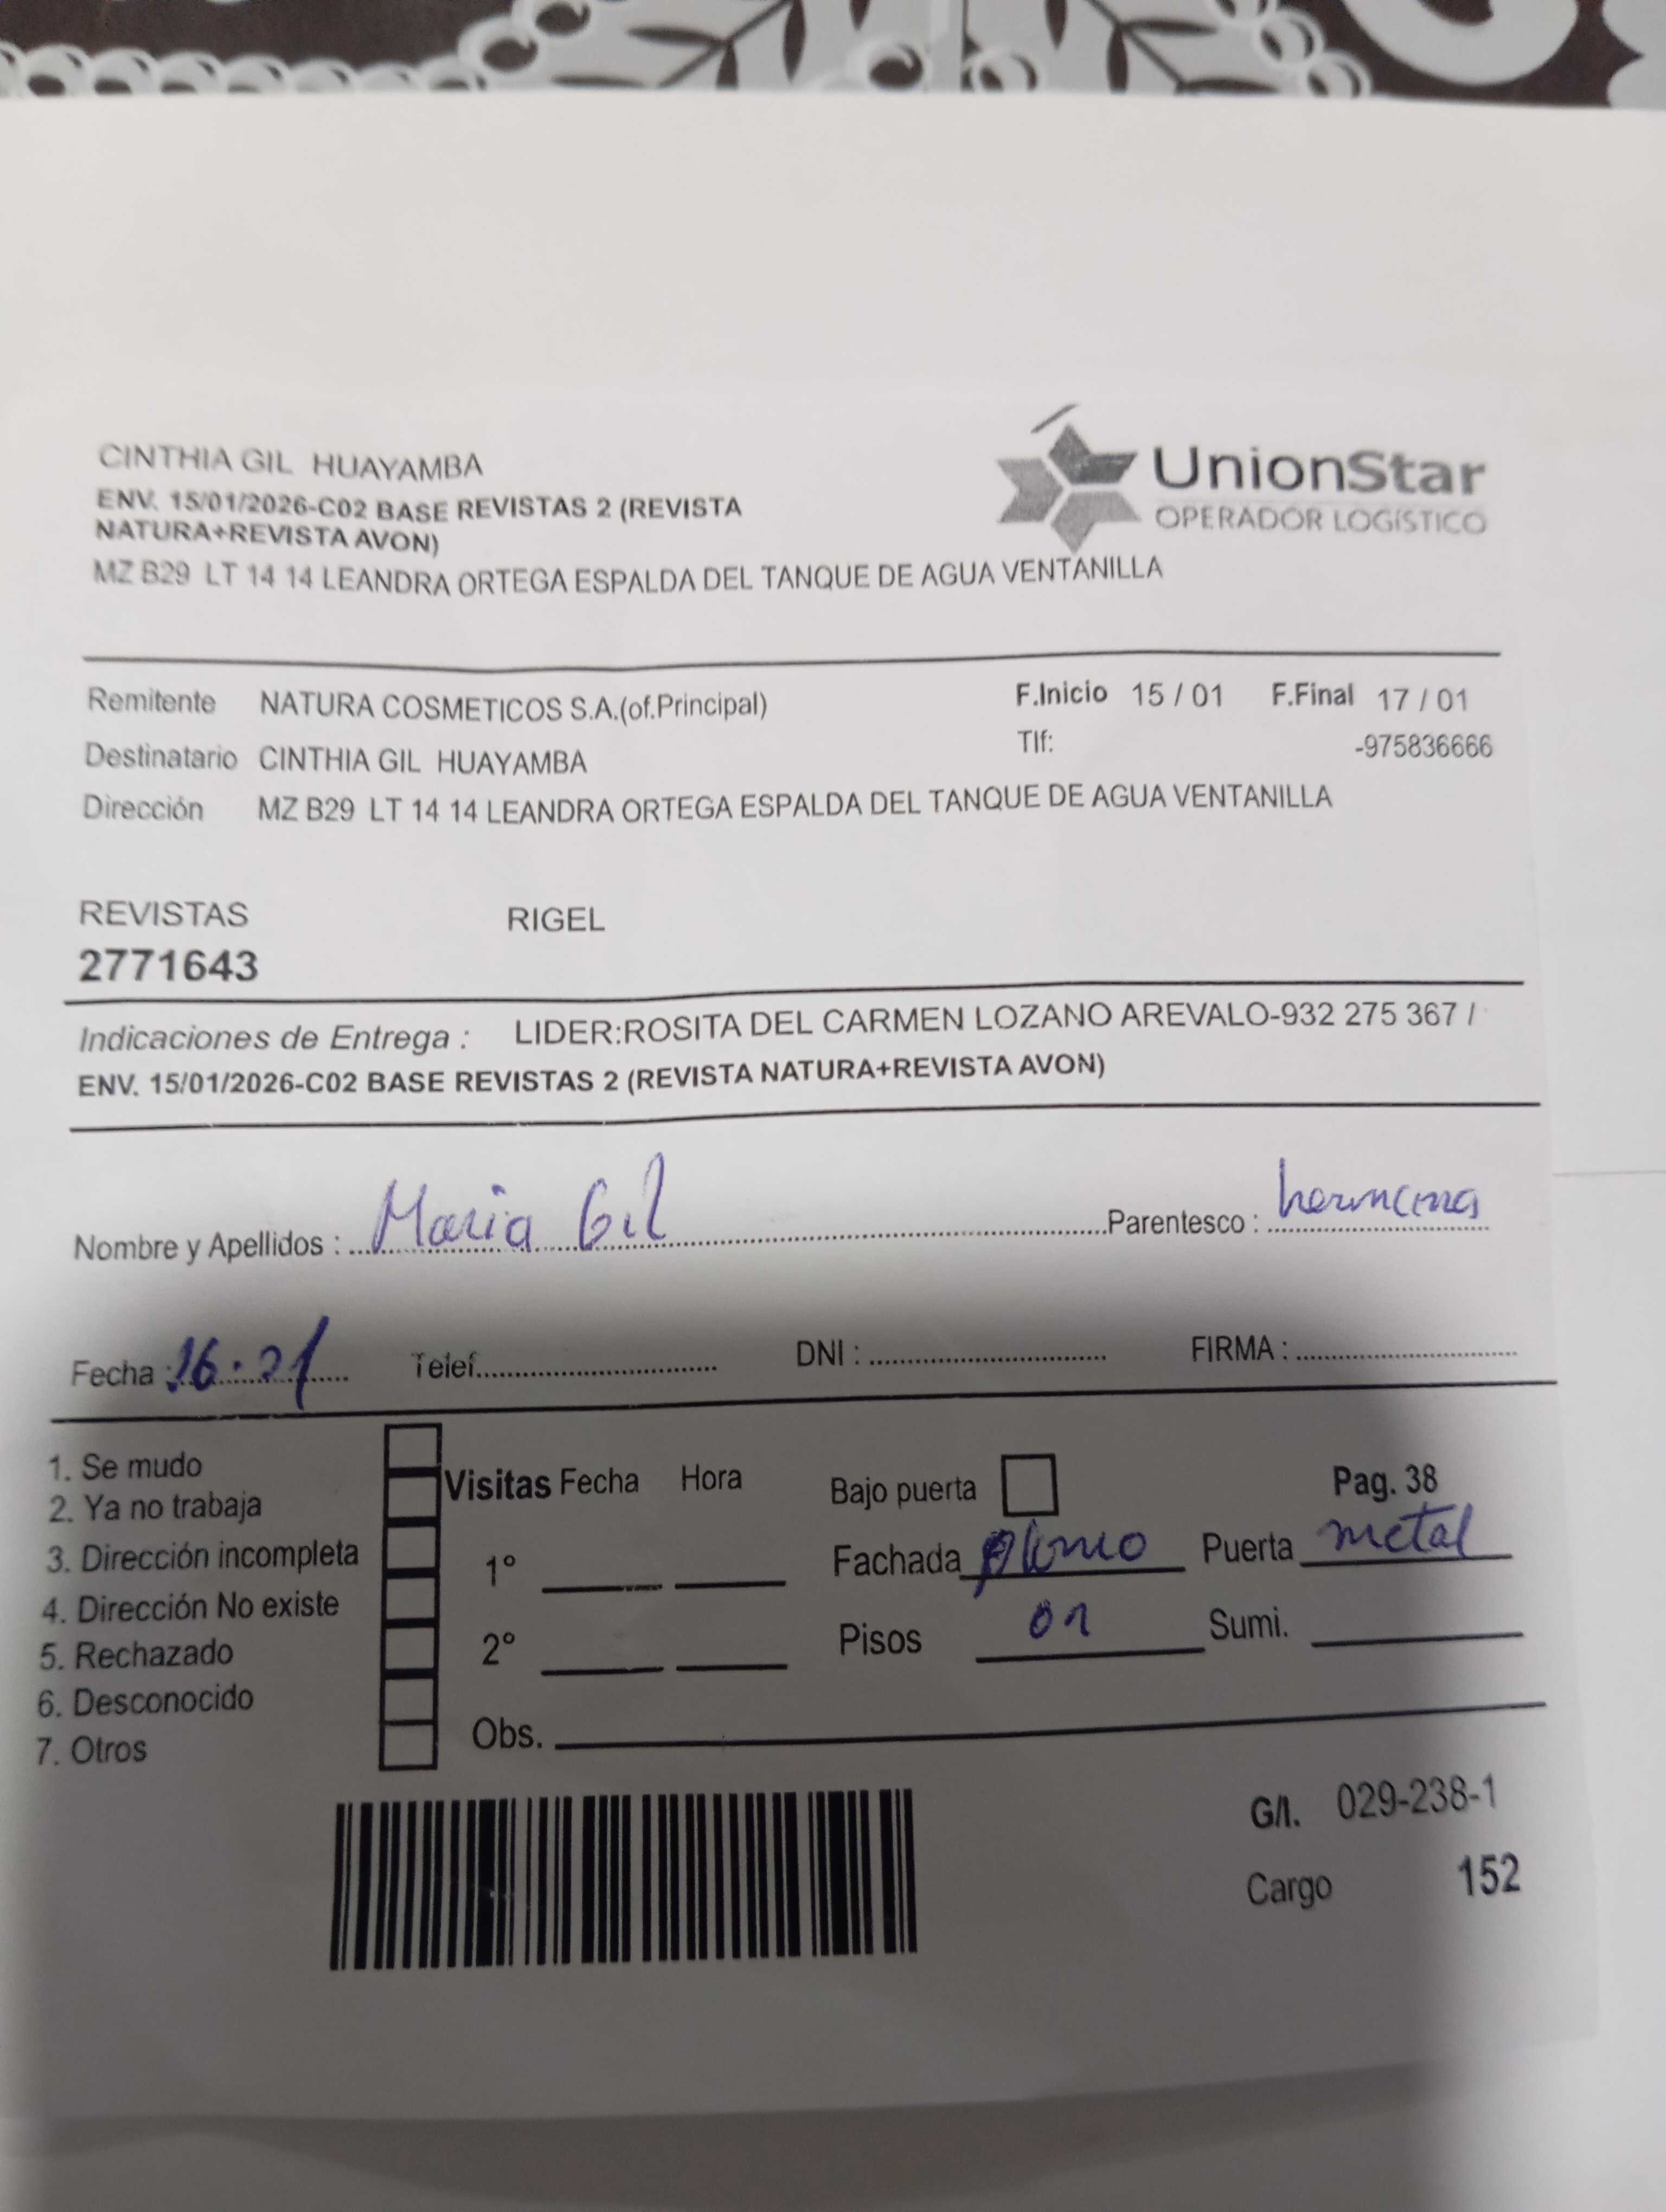 CINTHIA GIL HUAYAMBA
ENV. 15/01/2026-C02 BASE REVISTAS 2 (REVISTA
NATURA+REVISTA AVON)
MZ B29 LT 14 14 LEANDRA ORTEGA ESPALDA DEL TANQUE DE AGUA VENTANILLA
UnionStar
OPERADOR LOGÍSTICO
Remitente NATURA COSMETICOS S.A.(of.Principal) F.Inicio 15 / 01 F.Final 17 / 01
Destinatario CINTHIA GIL HUAYAMBA Tlf: -975836666
Dirección MZ B29 LT 14 14 LEANDRA ORTEGA ESPALDA DEL TANQUE DE AGUA VENTANILLA
REVISTAS RIGEL
2771643
Indicaciones de Entrega : LIDER:ROSITA DEL CARMEN LOZANO AREVALO-932 275 367 /
ENV. 15/01/2026-C02 BASE REVISTAS 2 (REVISTA NATURA+REVISTA AVON)
Nombre y Apellidos : Maria Gil Parentesco : hermana
Fecha : 16. 01 Telef. DNI : FIRMA :
1. Se mudo
2. Ya no trabaja
3. Dirección incompleta
4. Dirección No existe
5. Rechazado
6. Desconocido
7. Otros
Visitas Fecha Hora
1°
2°
Obs.
Bajo puerta Pag. 38
Fachada plomo Puerta metal
Pisos 01 Sumi.
G/I. 029-238-1
Cargo 152